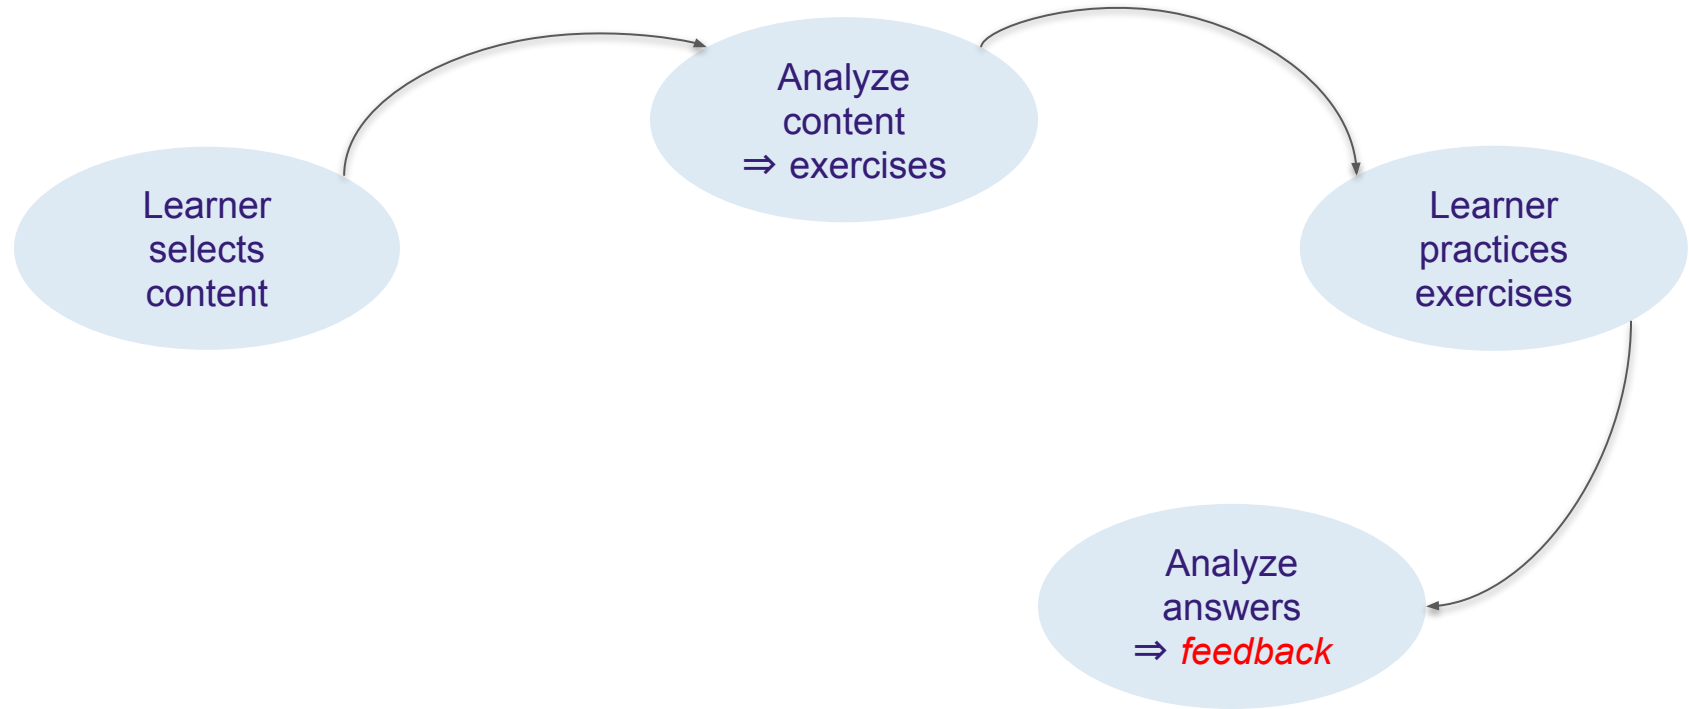 Learner
selects
content
Analyze
content
⇒ exercises
Learner
practices
exercises
Analyze
answers
⇒ feedback